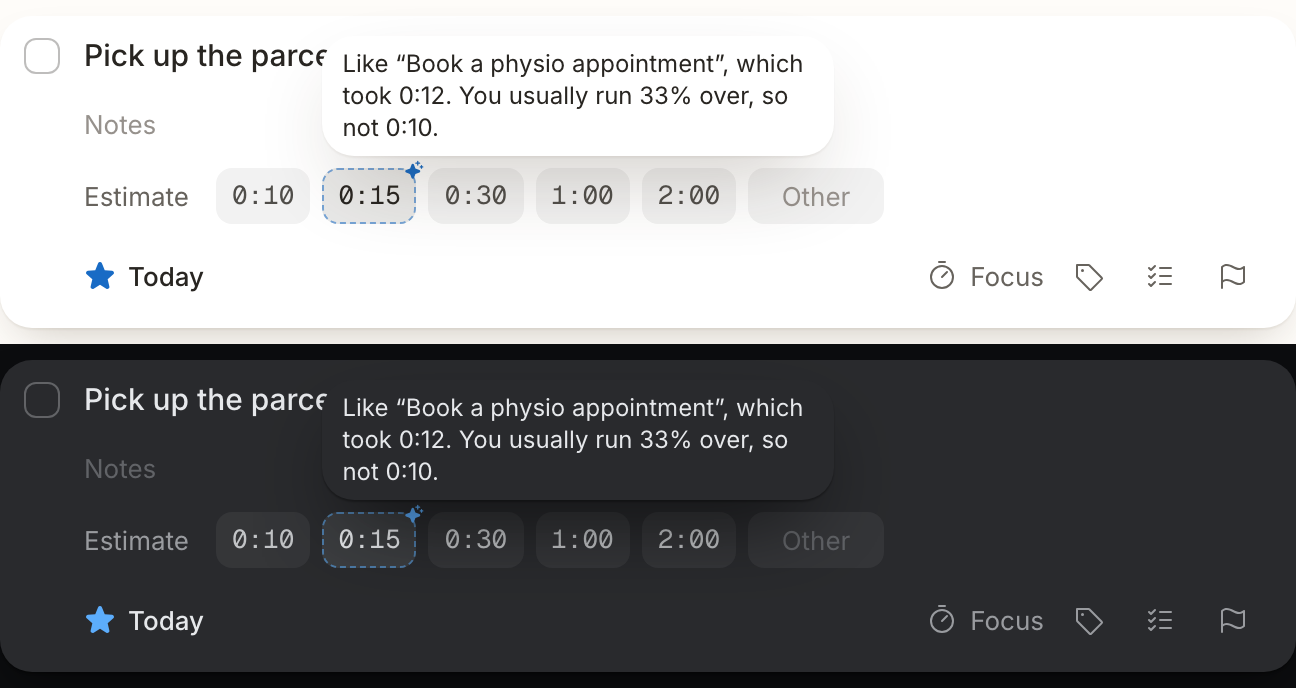 Pick up the parce
Like “Book a physio appointment”, which
took 0:12. You usually run 33% over, so
not 0:10.
Notes
Estimate 0:10 0:15 0:30 1:00 2:00 Other
Today Focus
Pick up the parce
Like “Book a physio appointment”, which
took 0:12. You usually run 33% over, so
not 0:10.
Notes
Estimate 0:10 0:15 0:30 1:00 2:00 Other
Today Focus